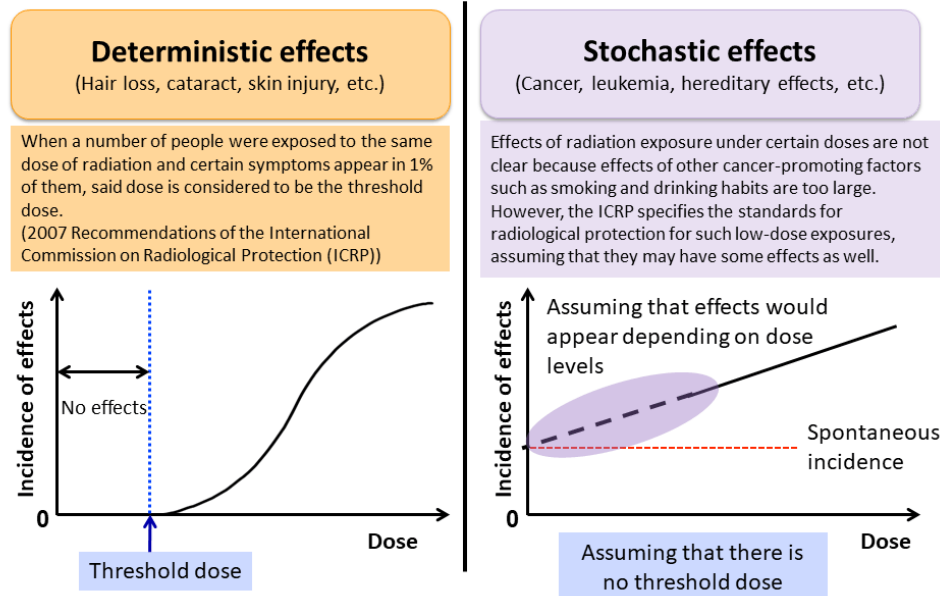 Deterministic effects
(Hair loss, cataract, skin injury, etc.)
When a number of people were exposed to the same
dose of radiation and certain symptoms appear in 1%
of them, said dose is considered to be the threshold
dose.
(2007 Recommendations of the International
Commission on Radiological Protection (ICRP))
Incidence of effects
No effects
0
Dose
Threshold dose
Stochastic effects
(Cancer, leukemia, hereditary effects, etc.)
Effects of radiation exposure under certain doses are not
clear because effects of other cancer-promoting factors
such as smoking and drinking habits are too large.
However, the ICRP specifies the standards for
radiological protection for such low-dose exposures,
assuming that they may have some effects as well.
Incidence of effects
Assuming that effects would
appear depending on dose
levels
Spontaneous
incidence
0
Dose
Assuming that there is
no threshold dose